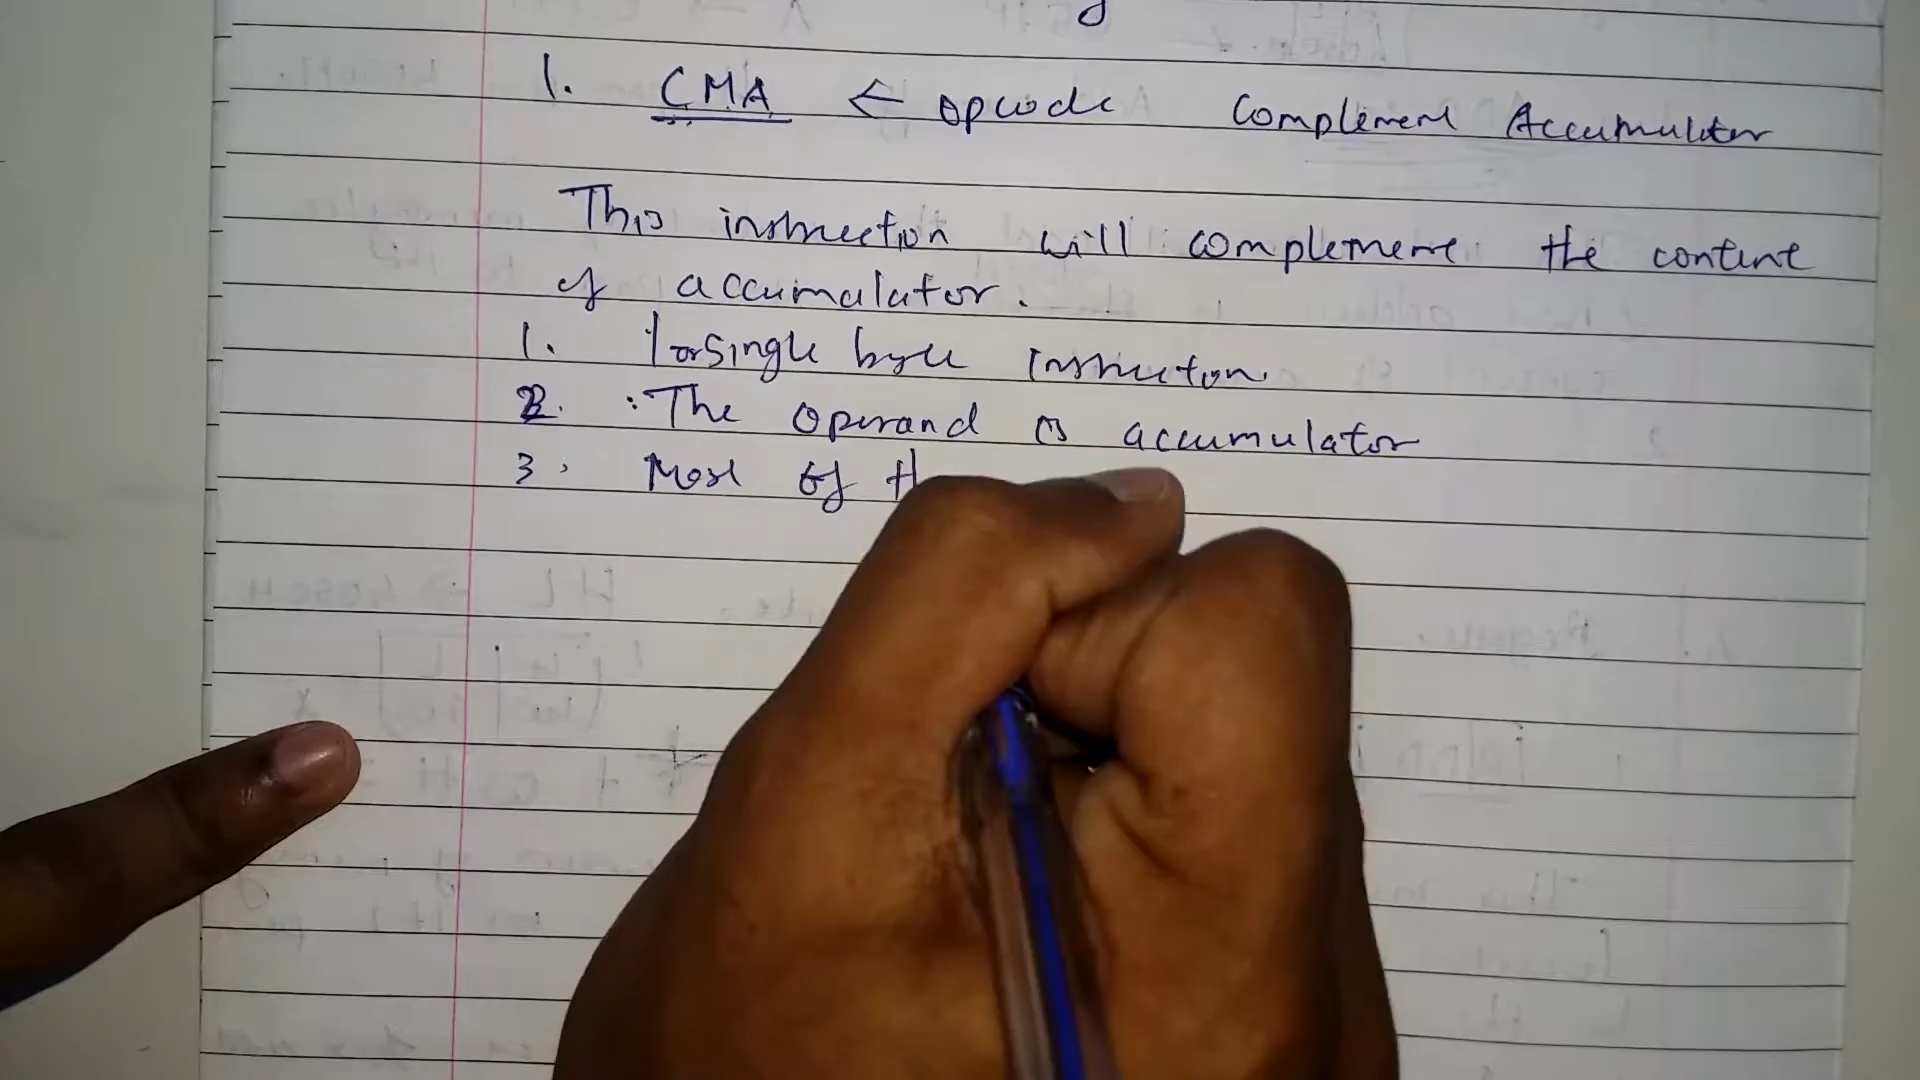 1. CMA ← opcode Complement Accumulator
This instruction will complement the content
of accumulator.
1. 1 or Single byte instruction.
2. : The Operand is accumulator
3. Most of th